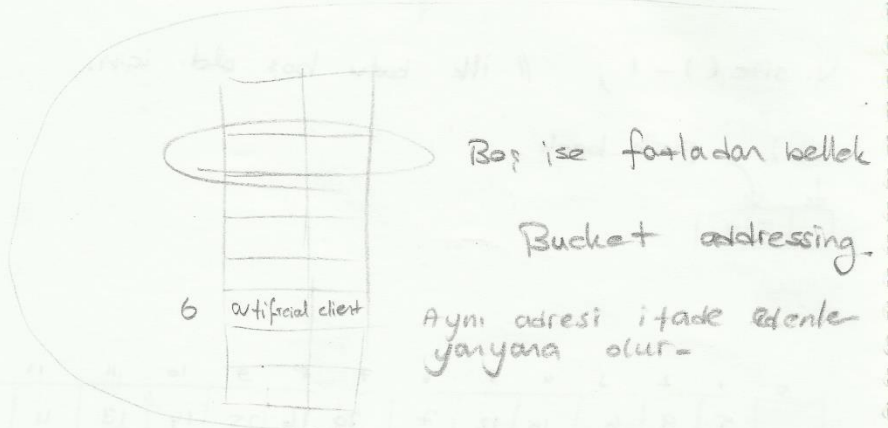 Boş ise fazladan bellek
Bucket addressing.
6 artificial client
Aynı adresi ifade edenler
yanyana olur.